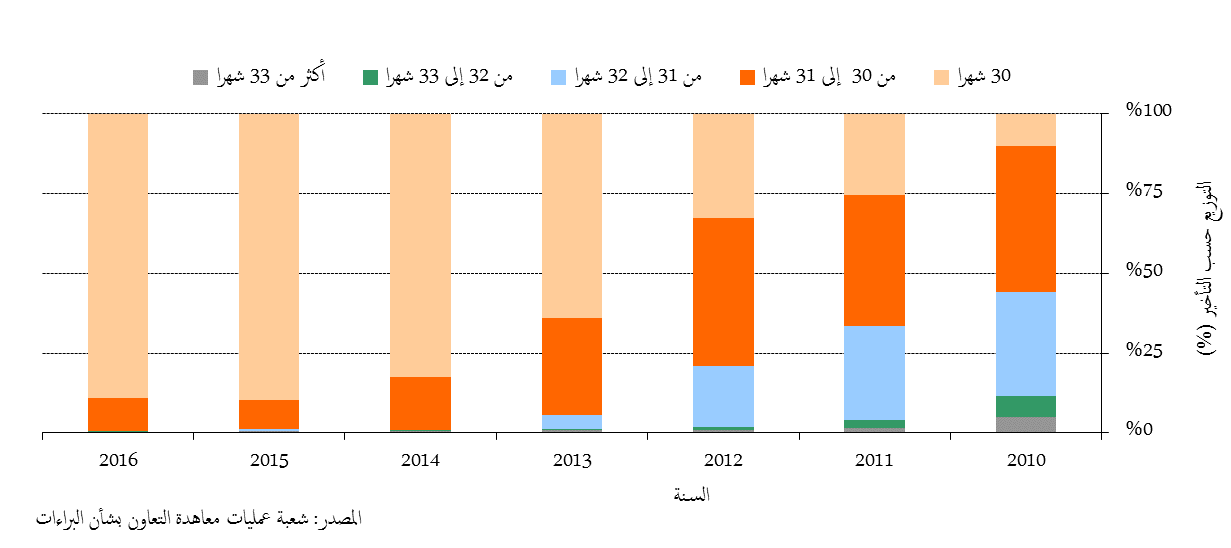 30 شهرا
من 30 إلى 31 شهرا
من 31 إلى 32 شهرا
من 32 إلى 33 شهرا
أكثر من 33 شهرا
%100
%75
%50
%25
%0
التوزيع حسب التأخير (%)
2010
2011
2012
2013
2014
2015
2016
السنة
المصدر: شعبة عمليات معاهدة التعاون بشأن البراءات